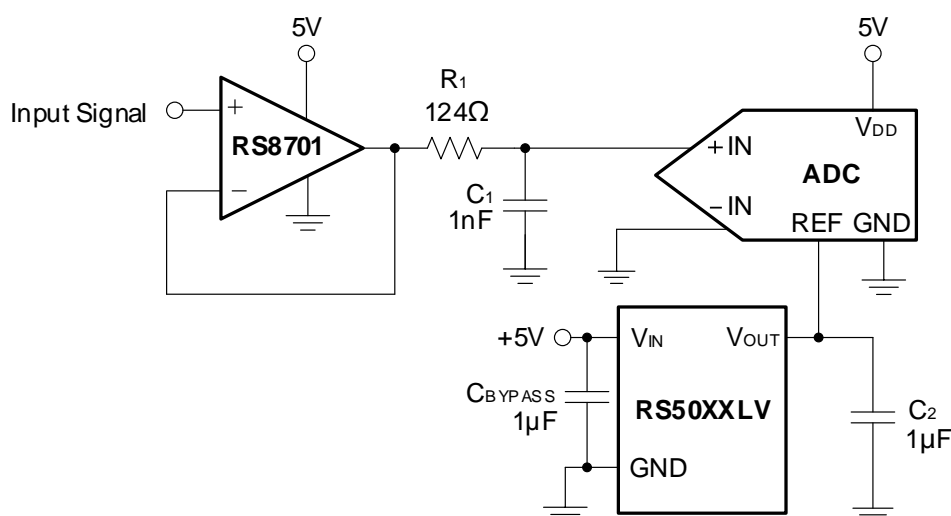 5V
5V
R1
124Ω
Input Signal
+
RS8701
−
VDD
+IN
ADC
−IN
C1
1nF
REF GND
+5V
VIN
VOUT
CBYPASS
1µF
RS50XXLV
C2
1µF
GND